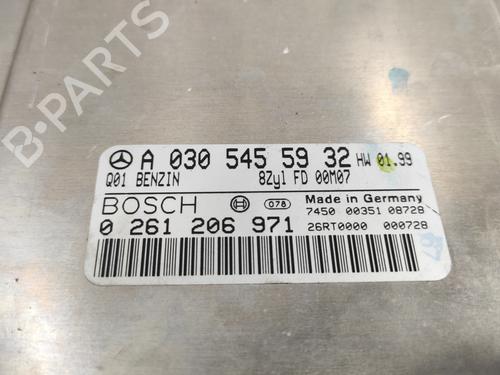 A 030 545 59 32 HW 01.99
Q01 BENZIN 8Zyl FD 00M07
BOSCH 078 Made in Germany
7450 00351 08728
0 261 206 971 26RT0000 000728
B-PARTS